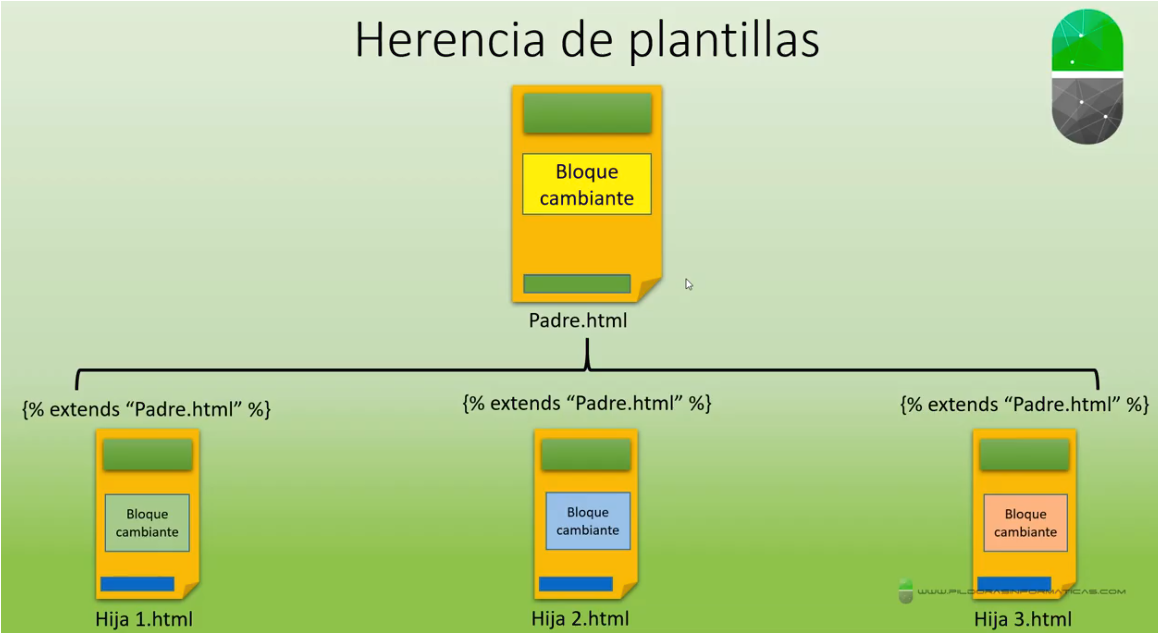 Herencia de plantillas
Bloque
cambiante
Padre.html
{% extends “Padre.html” %}
{% extends “Padre.html” %}
{% extends “Padre.html” %}
Bloque
cambiante
Bloque
cambiante
Bloque
cambiante
WWW.PILDORASINFORMATICAS.COM
Hija 1.html
Hija 2.html
Hija 3.html